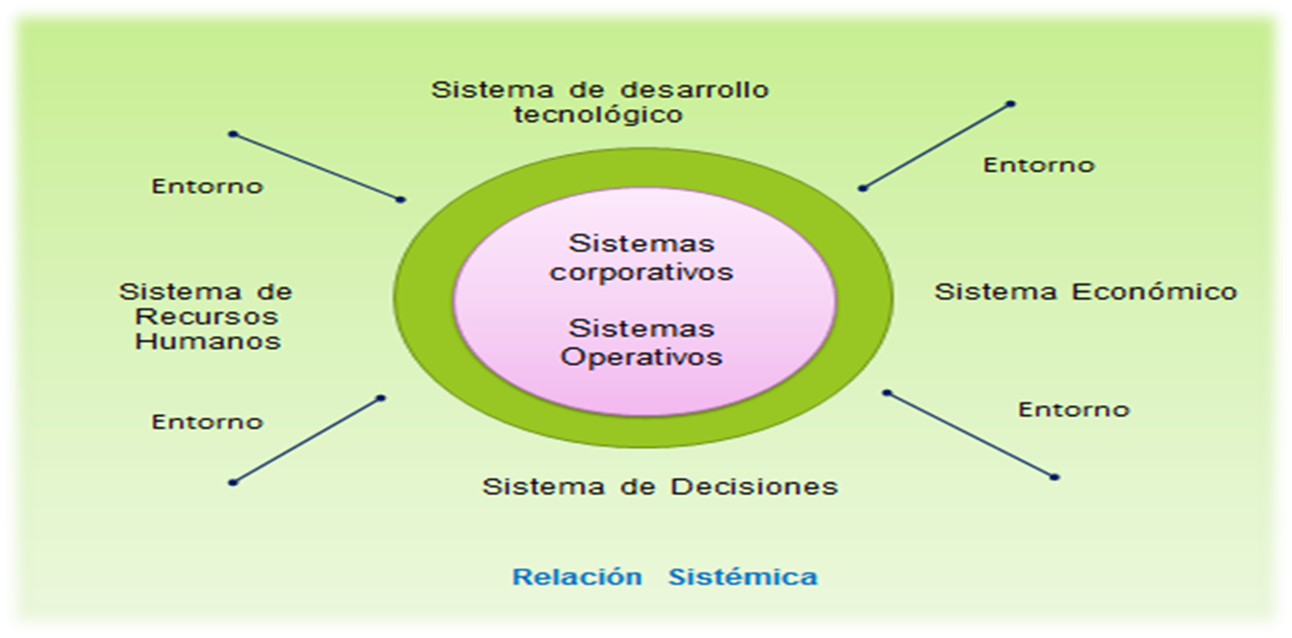 Sistema de desarrollo
tecnológico
Entorno
Entorno
Sistemas
corporativos
Sistema de
Recursos
Humanos
Sistema Económico
Sistemas
Operativos
Entorno
Entorno
Sistema de Decisiones
Relación Sistémica